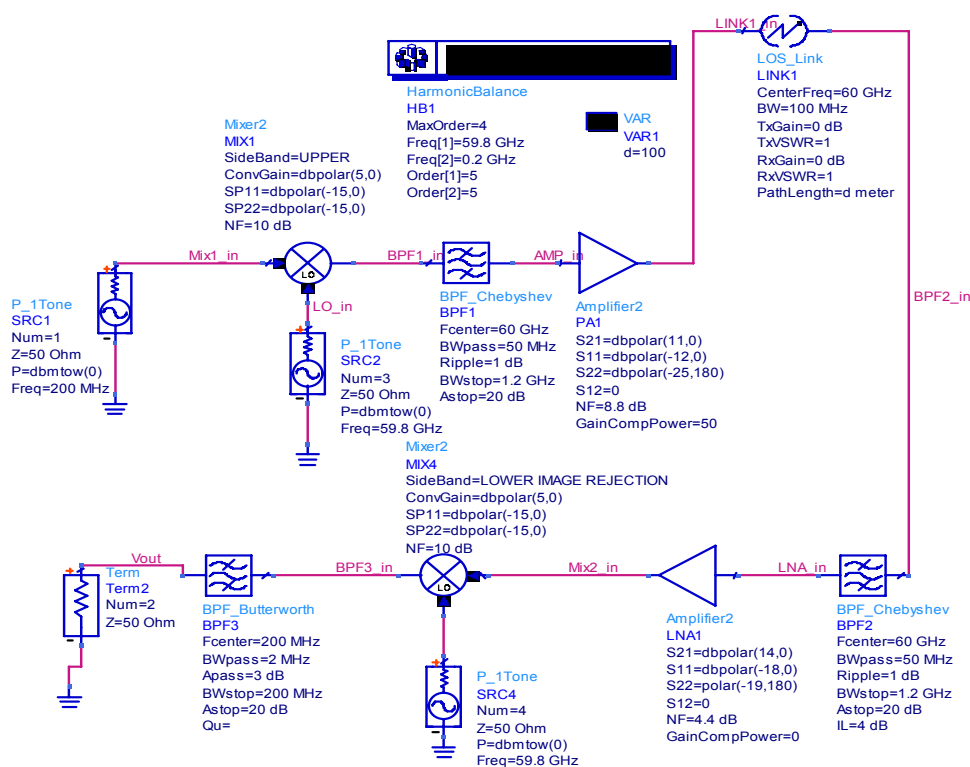 LINK1_in
LOS_Link
LINK1
CenterFreq=60 GHz
BW=100 MHz
TxGain=0 dB
TxVSWR=1
RxGain=0 dB
RxVSWR=1
PathLength=d meter
HarmonicBalance
HB1
MaxOrder=4
Freq[1]=59.8 GHz
Freq[2]=0.2 GHz
Order[1]=5
Order[2]=5
VAR
VAR1
d=100
Mixer2
MIX1
SideBand=UPPER
ConvGain=dbpolar(5,0)
SP11=dbpolar(-15,0)
SP22=dbpolar(-15,0)
NF=10 dB
Mix1_in
LO
BPF1_in
AMP_in
BPF2_in
P_1Tone
SRC1
Num=1
Z=50 Ohm
P=dbmtow(0)
Freq=200 MHz
LO_in
P_1Tone
SRC2
Num=3
Z=50 Ohm
P=dbmtow(0)
Freq=59.8 GHz
BPF_Chebyshev
BPF1
Fcenter=60 GHz
BWpass=50 MHz
Ripple=1 dB
BWstop=1.2 GHz
Astop=20 dB
Amplifier2
PA1
S21=dbpolar(11,0)
S11=dbpolar(-12,0)
S22=dbpolar(-25,180)
S12=0
NF=8.8 dB
GainCompPower=50
Mixer2
MIX4
SideBand=LOWER IMAGE REJECTION
ConvGain=dbpolar(5,0)
SP11=dbpolar(-15,0)
SP22=dbpolar(-15,0)
NF=10 dB
Vout
Term
Term2
Num=2
Z=50 Ohm
BPF3_in
LO
Mix2_in
LNA_in
BPF_Butterworth
BPF3
Fcenter=200 MHz
BWpass=2 MHz
Apass=3 dB
BWstop=200 MHz
Astop=20 dB
Qu=
P_1Tone
SRC4
Num=4
Z=50 Ohm
P=dbmtow(0)
Freq=59.8 GHz
Amplifier2
LNA1
S21=dbpolar(14,0)
S11=dbpolar(-18,0)
S22=polar(-19,180)
S12=0
NF=4.4 dB
GainCompPower=0
BPF_Chebyshev
BPF2
Fcenter=60 GHz
BWpass=50 MHz
Ripple=1 dB
BWstop=1.2 GHz
Astop=20 dB
IL=4 dB